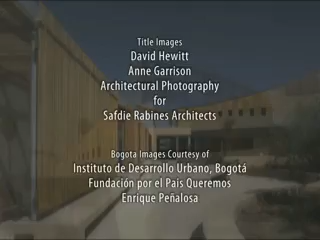 Title Images
David Hewitt
Anne Garrison
Architectural Photography
for
Safdie Rabines Architects
Bogota Images Courtesy of
Instituto de Desarrollo Urbano, Bogotá
Fundación por el Pais Queremos
Enrique Peñalosa